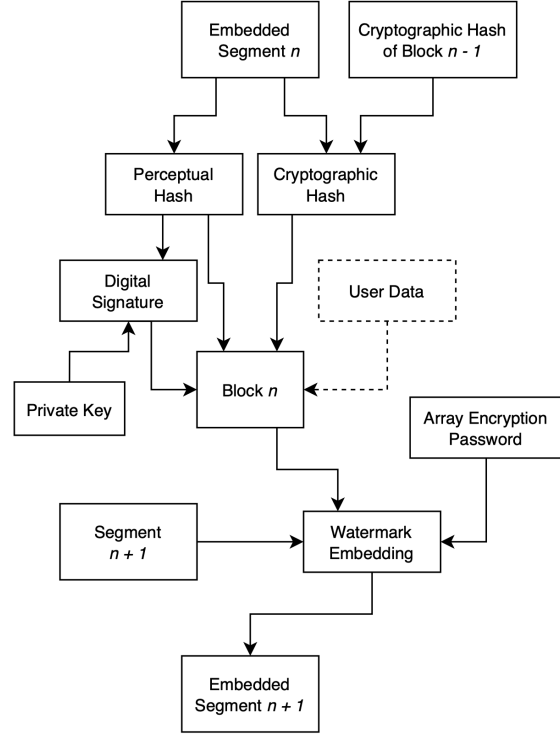 Embedded
Segment n
Cryptographic Hash
of Block n - 1
Perceptual
Hash
Cryptographic
Hash
Digital
Signature
User Data
Private Key
Block n
Array Encryption
Password
Segment
n + 1
Watermark
Embedding
Embedded
Segment n + 1